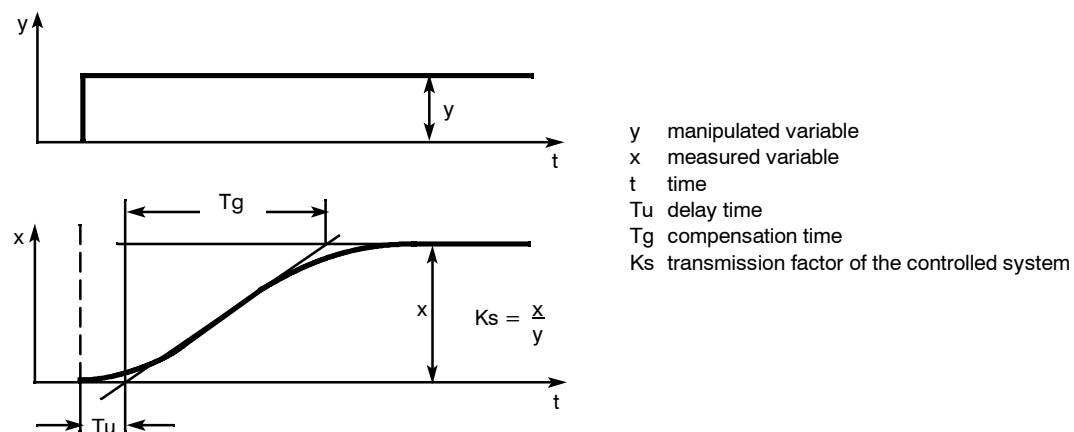 y
y
t
Tg
x
x
Ks = x
y
t
Tu
y manipulated variable
x measured variable
t time
Tu delay time
Tg compensation time
Ks transmission factor of the controlled system